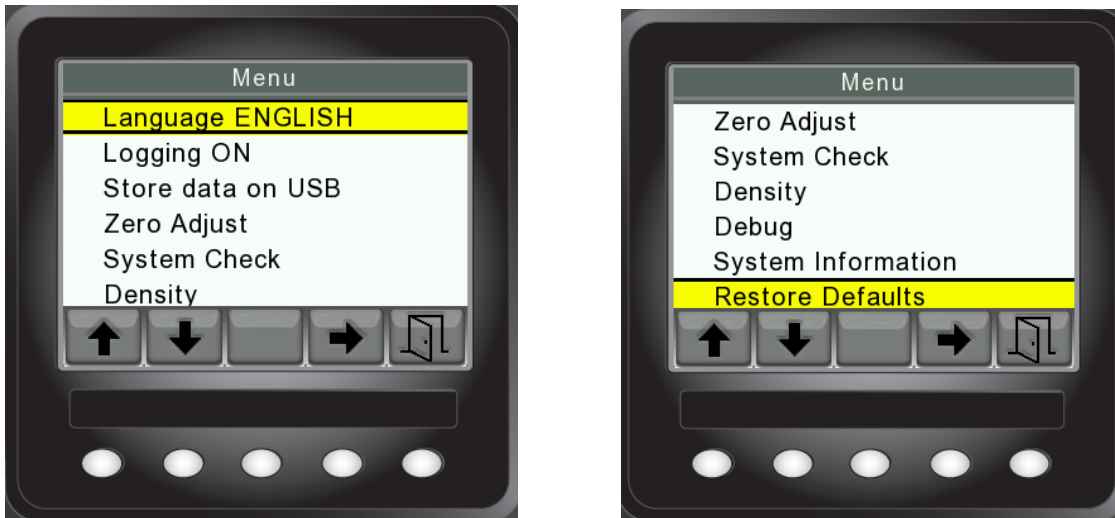 Menu
Language ENGLISH
Logging ON
Store data on USB
Zero Adjust
System Check
Density
Menu
Zero Adjust
System Check
Density
Debug
System Information
Restore Defaults